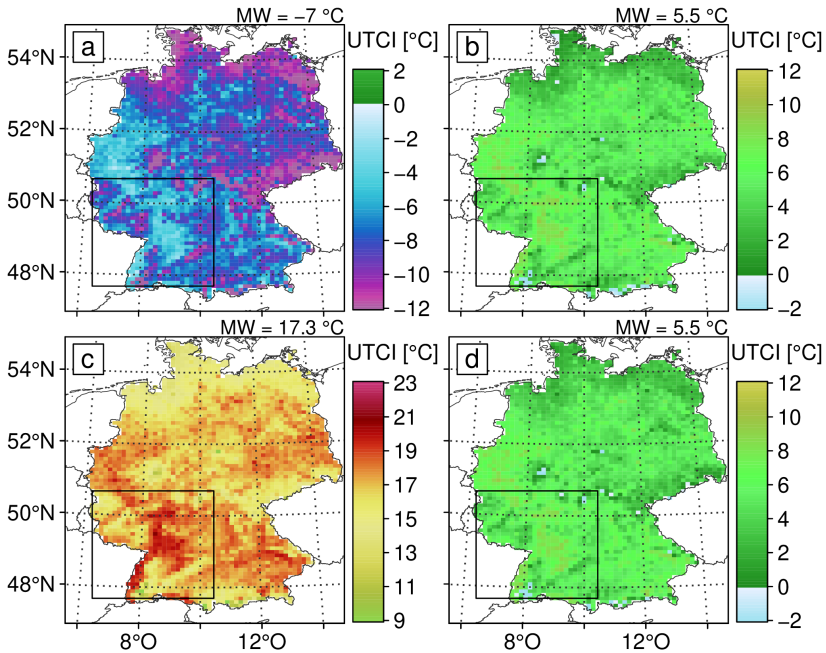 MW = −7 °C
MW = 5.5 °C
54°N
a
UTCI [°C]
b
UTCI [°C]
2
0
−2
−4
−6
−8
−10
−12
12
10
8
6
4
2
0
−2
52°N
50°N
48°N
MW = 17.3 °C
MW = 5.5 °C
54°N
c
UTCI [°C]
d
UTCI [°C]
23
21
19
17
15
13
11
9
12
10
8
6
4
2
0
−2
52°N
50°N
48°N
8°O
12°O
8°O
12°O